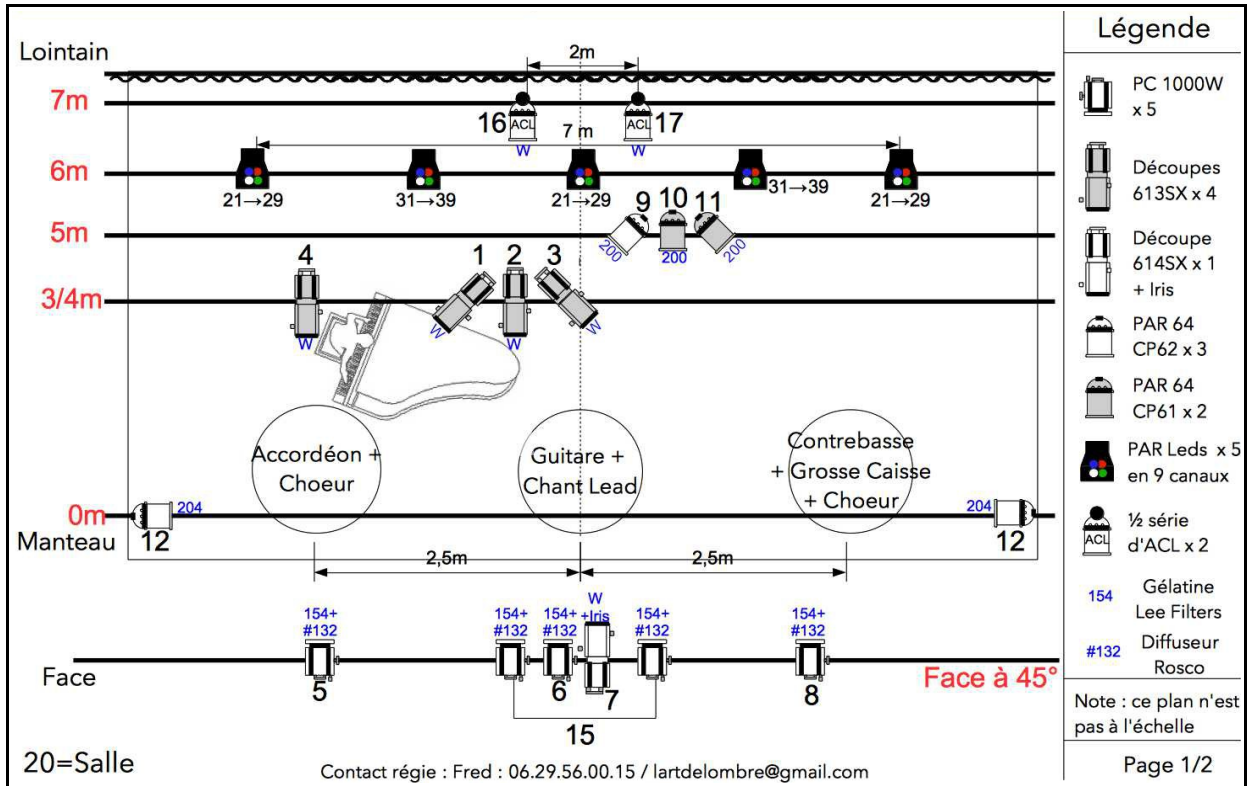 Lointain
2m
7m
16
ACL
ACL
17
W
W
7 m
6m
21→29
31→39
21→29
31→39
21→29
5m
9
10
11
200
200
200
4
1
2
3
3/4m
W
W
W
W
Accordéon +
Choeur
Guitare +
Chant Lead
Contrebasse
+ Grosse Caisse
+ Choeur
0m
204
204
Manteau
12
12
2,5m
2,5m
154+
#132
154+
#132
154+
#132
W
+Iris
154+
#132
154+
#132
Face
5
6
7
8
Face à 45°
15
20=Salle
Contact régie : Fred : 06.29.56.00.15 / lartdelombre@gmail.com
Légende
PC 1000W
x 5
Découpes
613SX x 4
Découpe
614SX x 1
+ Iris
PAR 64
CP62 x 3
PAR 64
CP61 x 2
PAR Leds x 5
en 9 canaux
ACL
½ série
d'ACL x 2
154
Gélatine
Lee Filters
#132
Diffuseur
Rosco
Note : ce plan n'est
pas à l'échelle
Page 1/2